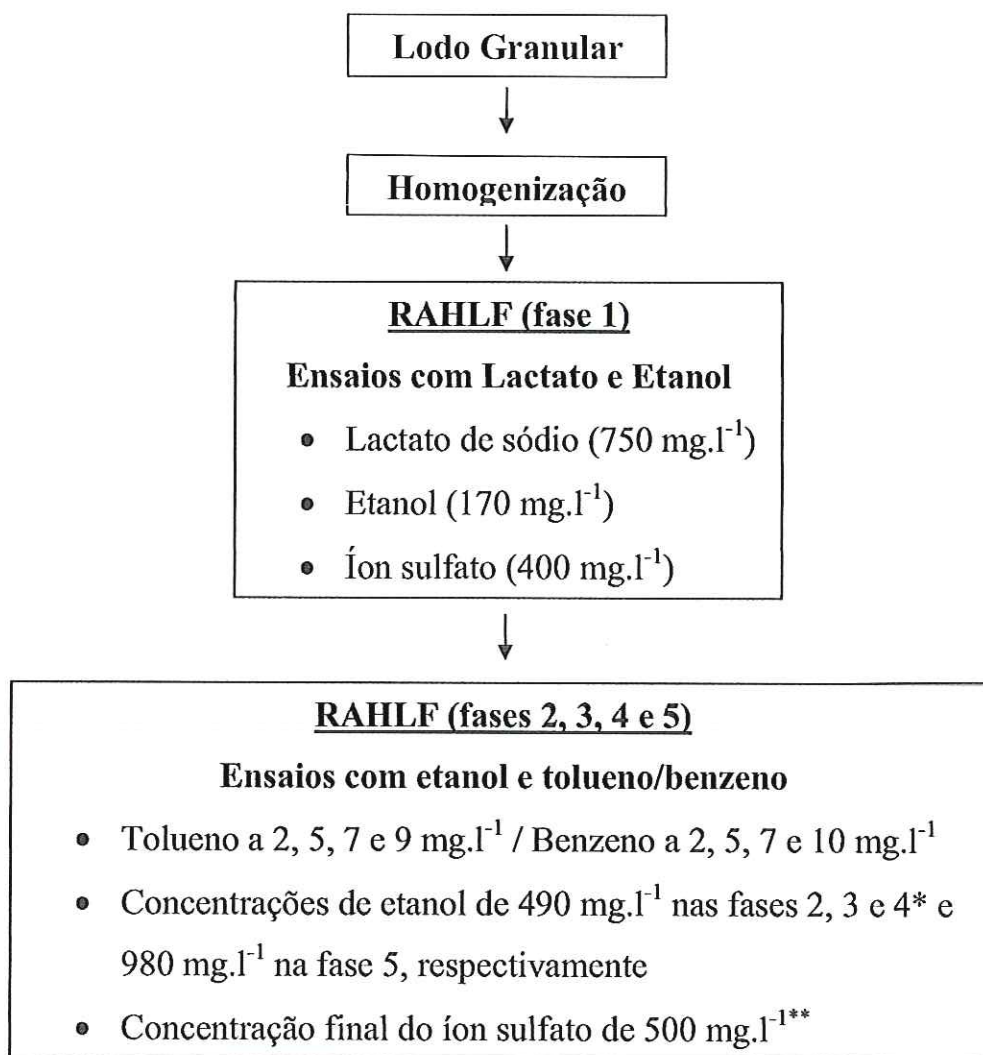 Lodo Granular
Homogenização
RAHLF (fase 1)
Ensaios com Lactato e Etanol
• Lactato de sódio (750 mg.l⁻¹)
• Etanol (170 mg.l⁻¹)
• Íon sulfato (400 mg.l⁻¹)
RAHLF (fases 2, 3, 4 e 5)
Ensaios com etanol e tolueno/benzeno
• Tolueno a 2, 5, 7 e 9 mg.l⁻¹ / Benzeno a 2, 5, 7 e 10 mg.l⁻¹
• Concentrações de etanol de 490 mg.l⁻¹ nas fases 2, 3 e 4* e
980 mg.l⁻¹ na fase 5, respectivamente
• Concentração final do íon sulfato de 500 mg.l⁻¹**